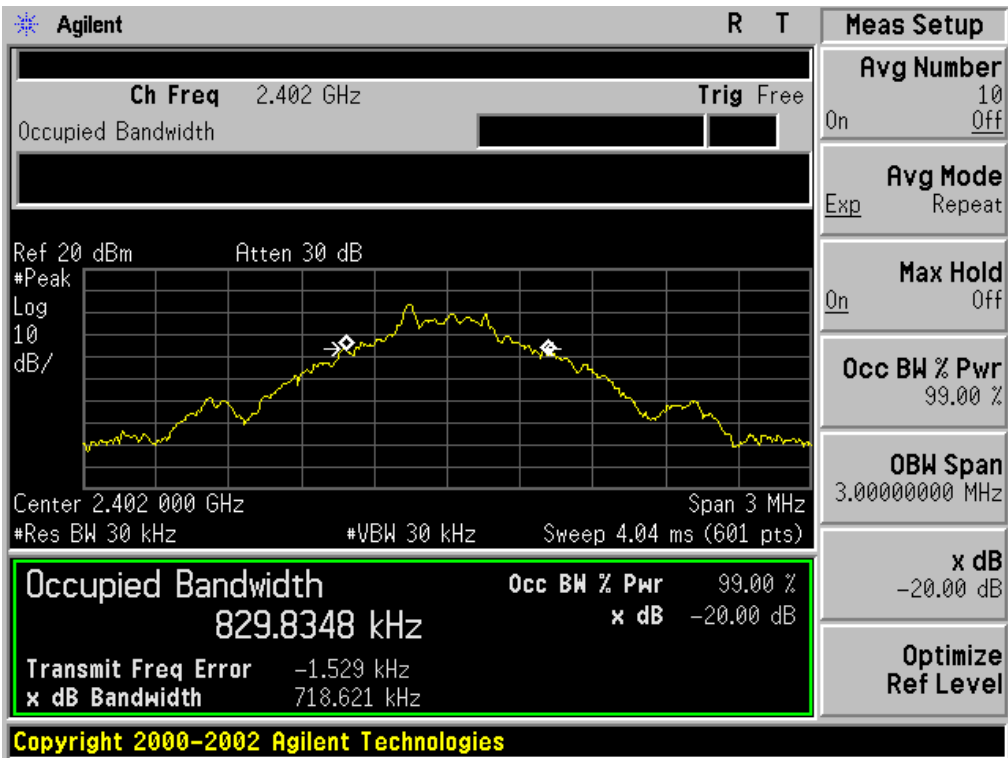 Agilent R T Meas Setup
Ch Freq 2.402 GHz Trig Free
Occupied Bandwidth
Ref 20 dBm Atten 30 dB
#Peak
Log
10
dB/
Center 2.402 000 GHz Span 3 MHz
#Res BW 30 kHz #VBW 30 kHz Sweep 4.04 ms (601 pts)
Occupied Bandwidth Occ BW % Pwr 99.00 %
829.8348 kHz x dB -20.00 dB
Transmit Freq Error -1.529 kHz
x dB Bandwidth 718.621 kHz
Copyright 2000-2002 Agilent Technologies
Avg Number
10
On Off
Avg Mode
Exp Repeat
Max Hold
On Off
Occ BW % Pwr
99.00 %
OBW Span
3.00000000 MHz
x dB
-20.00 dB
Optimize
Ref Level